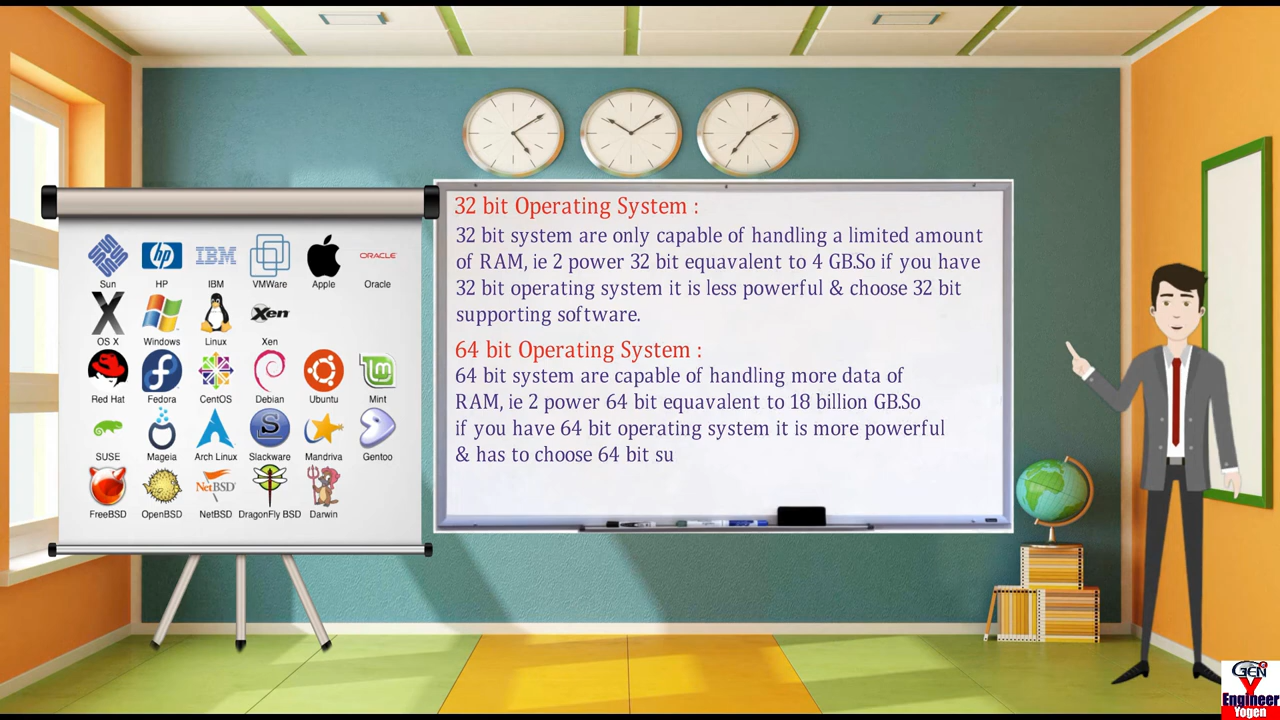 32 bit Operating System :
32 bit system are only capable of handling a limited amount
of RAM, ie 2 power 32 bit equavalent to 4 GB.So if you have
32 bit operating system it is less powerful & choose 32 bit
supporting software.
64 bit Operating System :
64 bit system are capable of handling more data of
RAM, ie 2 power 64 bit equavalent to 18 billion GB.So
if you have 64 bit operating system it is more powerful
& has to choose 64 bit su
hp IBM ORACLE
Sun HP IBM VMWare Apple Oracle
X Xen
OS X Windows Linux Xen
Red Hat Fedora CentOS Debian Ubuntu Mint
SUSE Mageia Arch Linux Slackware Mandriva Gentoo
NetBSD
FreeBSD OpenBSD NetBSD DragonFly BSD Darwin
GEN
Y
Engineer
Yogen